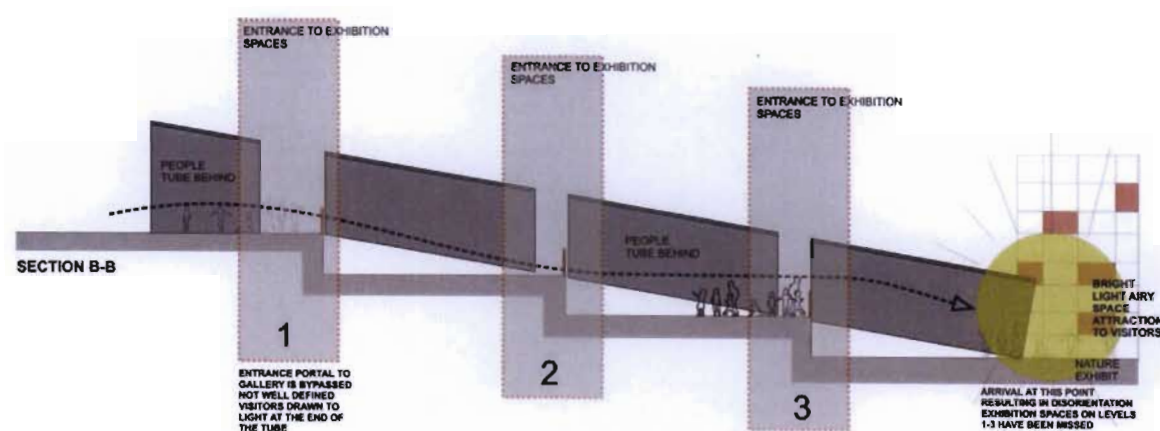 ENTRANCE TO EXHIBITION
SPACES
ENTRANCE TO EXHIBITION
SPACES
ENTRANCE TO EXHIBITION
SPACES
PEOPLE
TUBE BEHIND
PEOPLE
TUBE BEHIND
SECTION B-B
BRIGHT
LIGHT AIRY
SPACE
ATTRACTION
TO VISITORS
1
2
3
NATURE
EXHIBIT
ENTRANCE PORTAL TO
GALLERY IS BYPASSED
NOT WELL DEFINED
VISITORS DRAWN TO
LIGHT AT THE END OF
THE TUBE
ARRIVAL AT THIS POINT
RESULTING IN DISORIENTATION
EXHIBITION SPACES ON LEVELS
1-3 HAVE BEEN MISSED